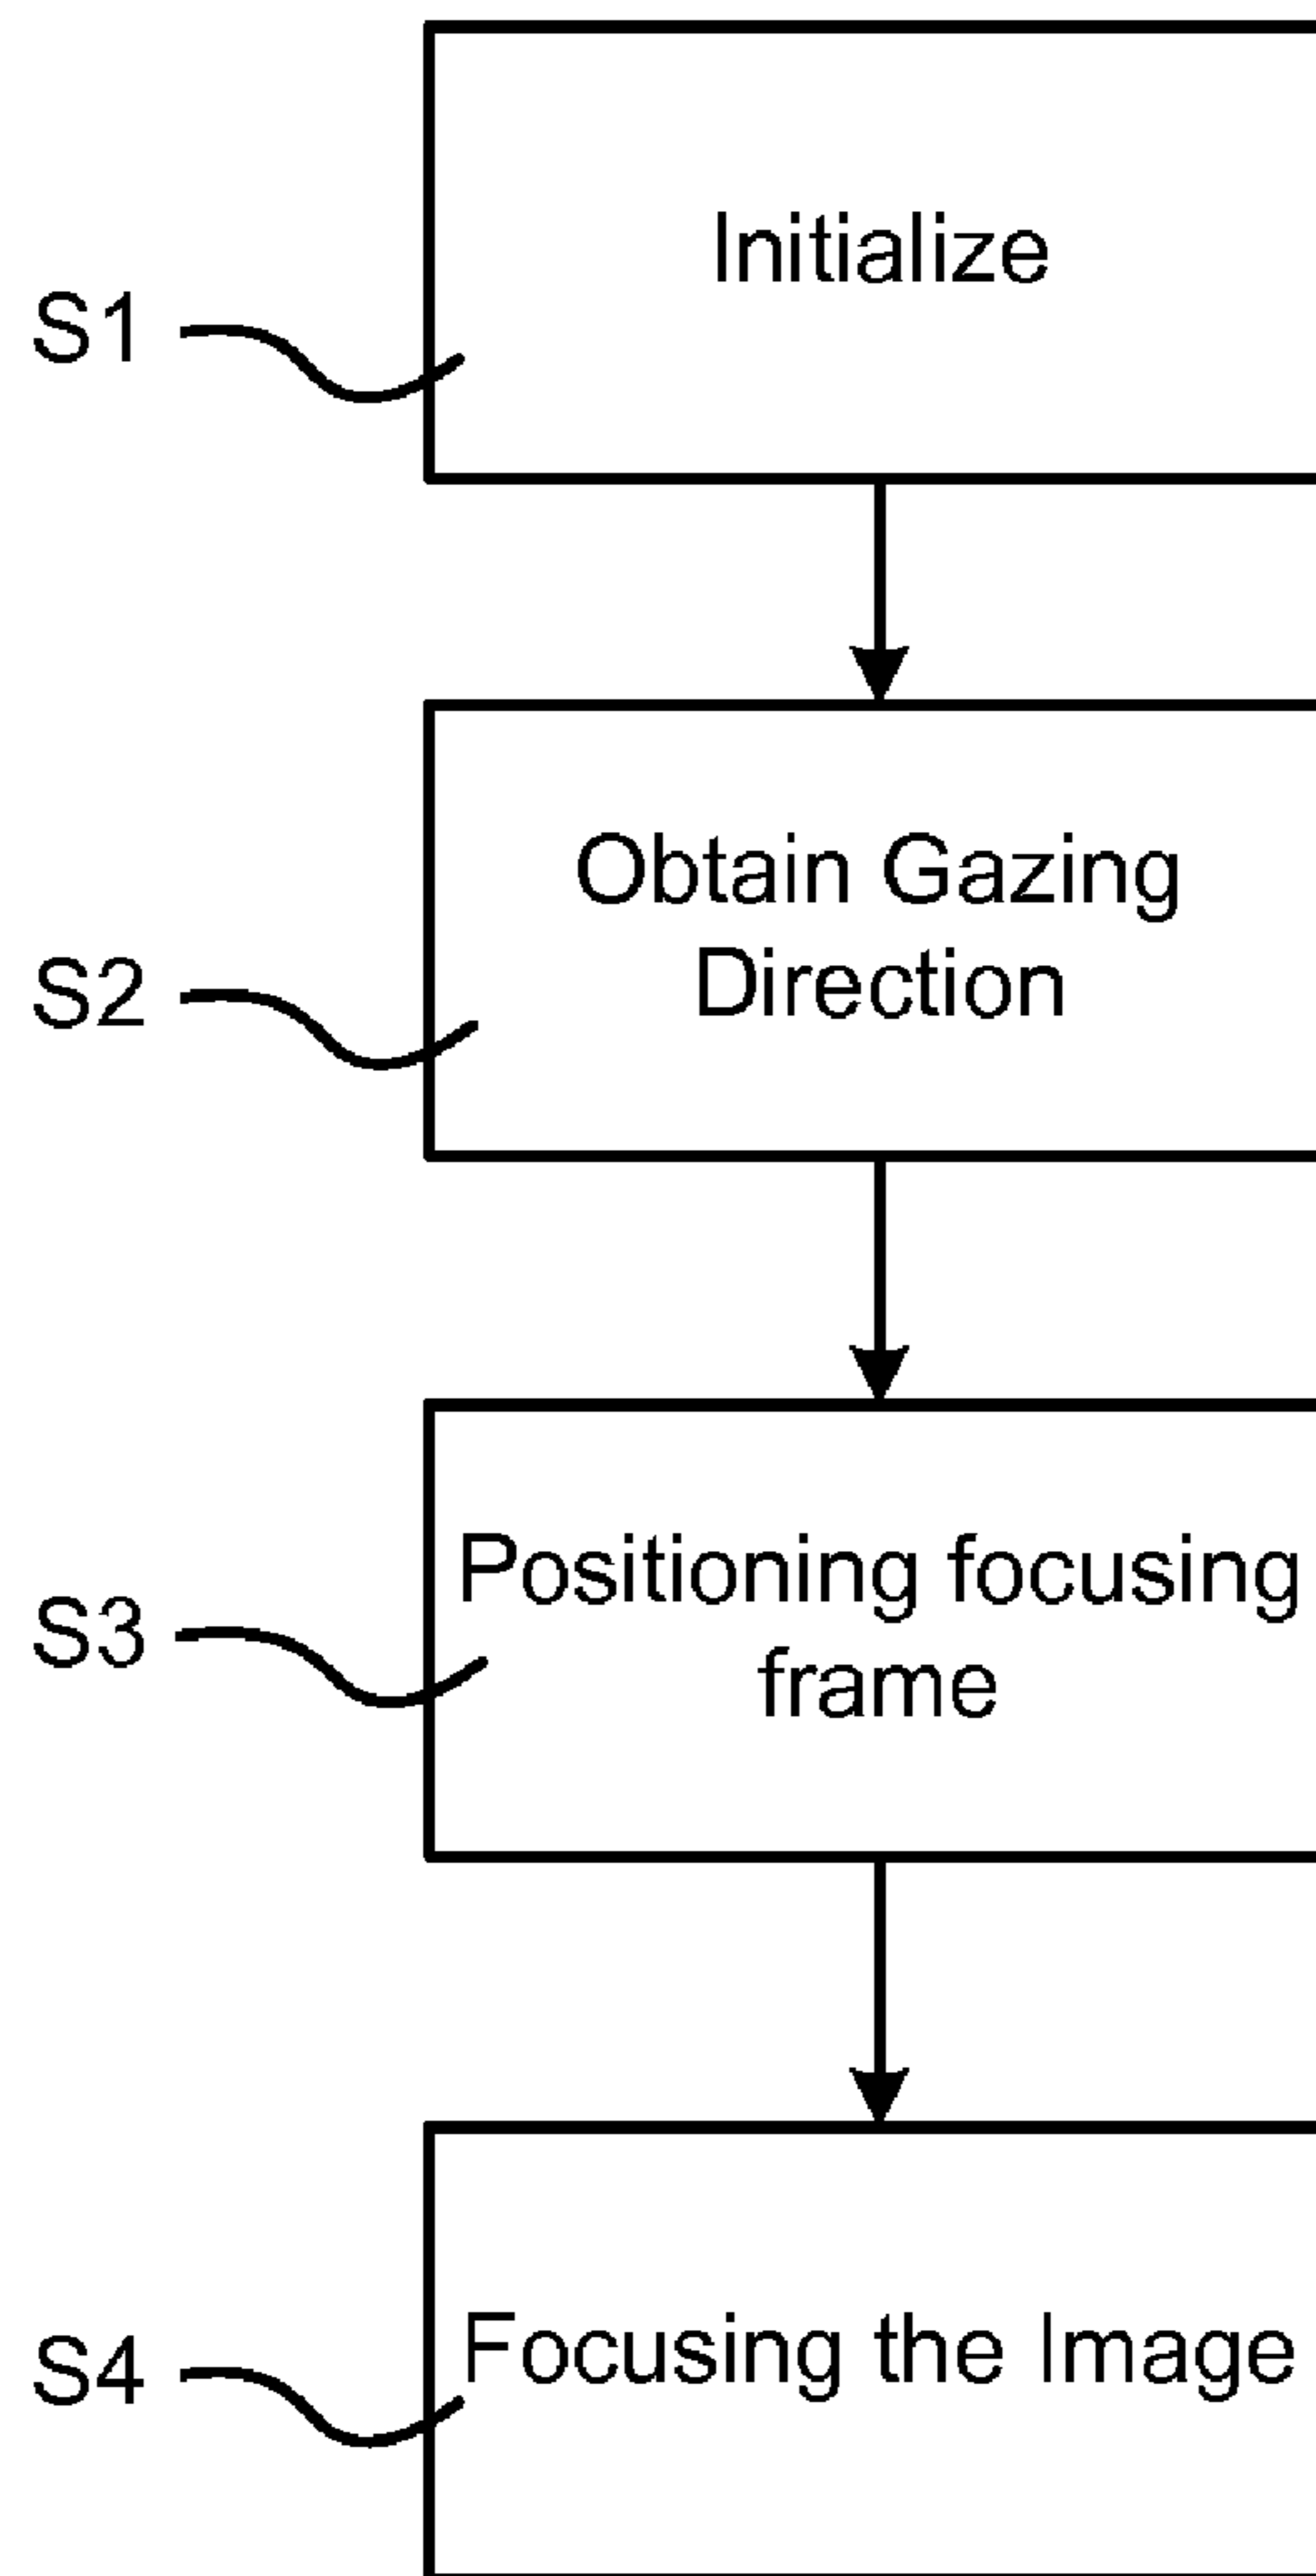 Initialize
S1
Obtain Gazing
Direction
S2
Positioning focusing
frame
S3
Focusing the Image
S4